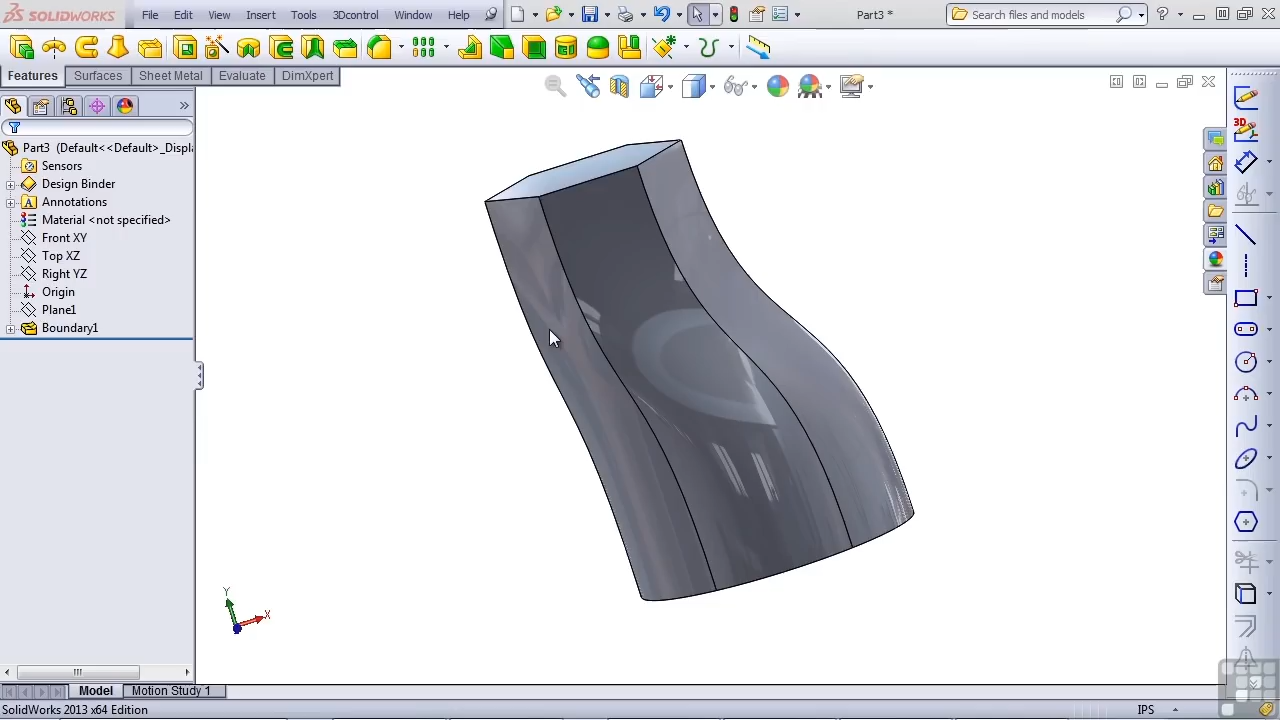 SOLIDWORKS File Edit View Insert Tools 3Dcontrol Window Help Part3 * Search files and models
Features Surfaces Sheet Metal Evaluate DimXpert
Part3 (Default<<Default>_Displ
Sensors
Design Binder
Annotations
Material <not specified>
Front XY
Top XZ
Right YZ
Origin
Plane1
Boundary1
3D
Y
X
Model Motion Study 1
SolidWorks 2013 x64 Edition IPS